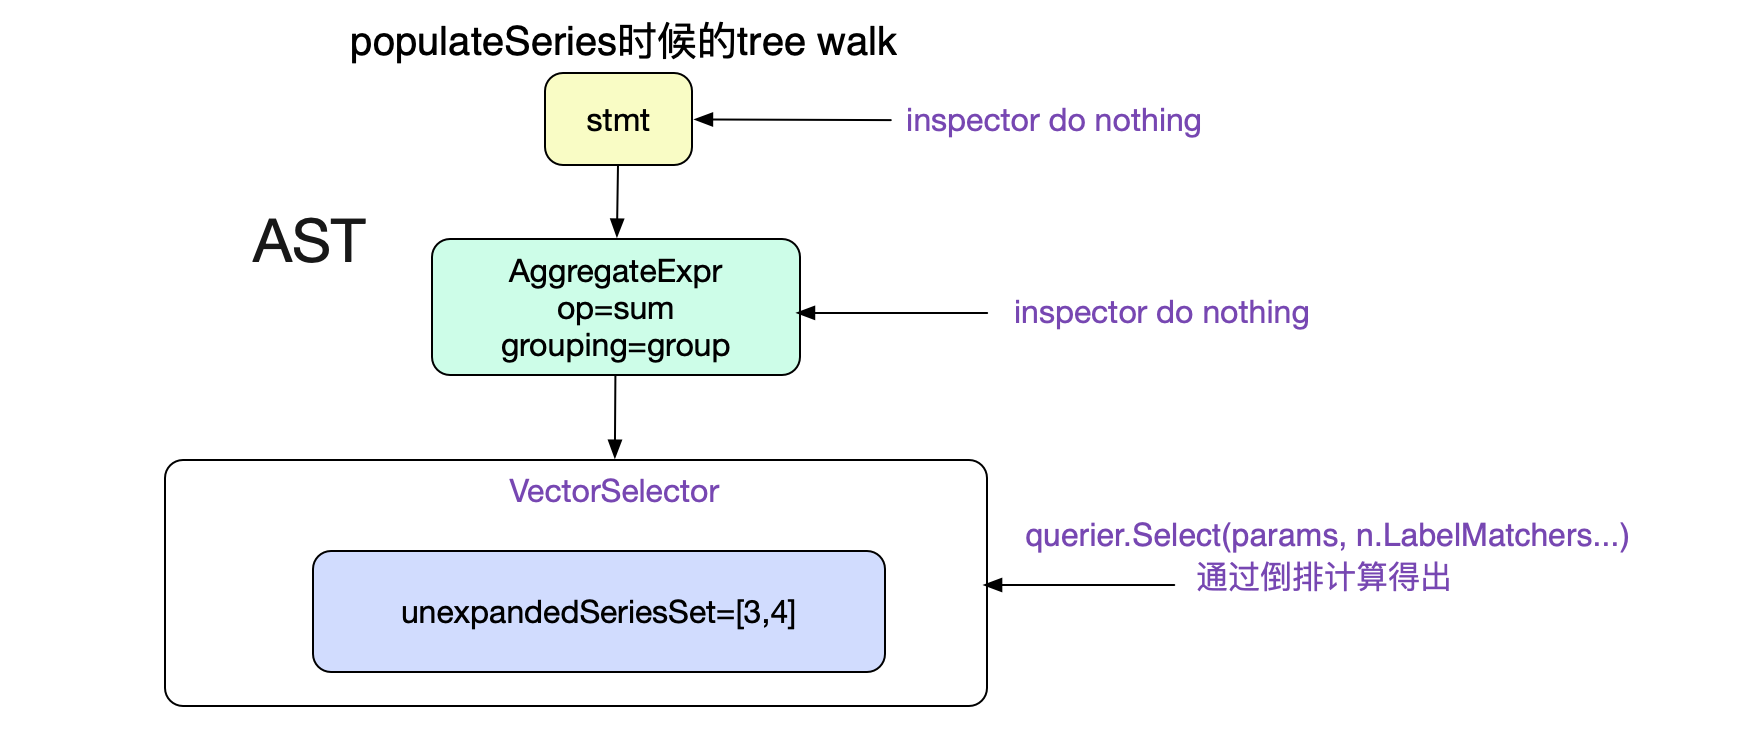 populateSeries时候的tree walk
stmt
inspector do nothing
AST
AggregateExpr
op=sum
grouping=group
inspector do nothing
VectorSelector
querier.Select(params, n.LabelMatchers...)
通过倒排计算得出
unexpandedSeriesSet=[3,4]